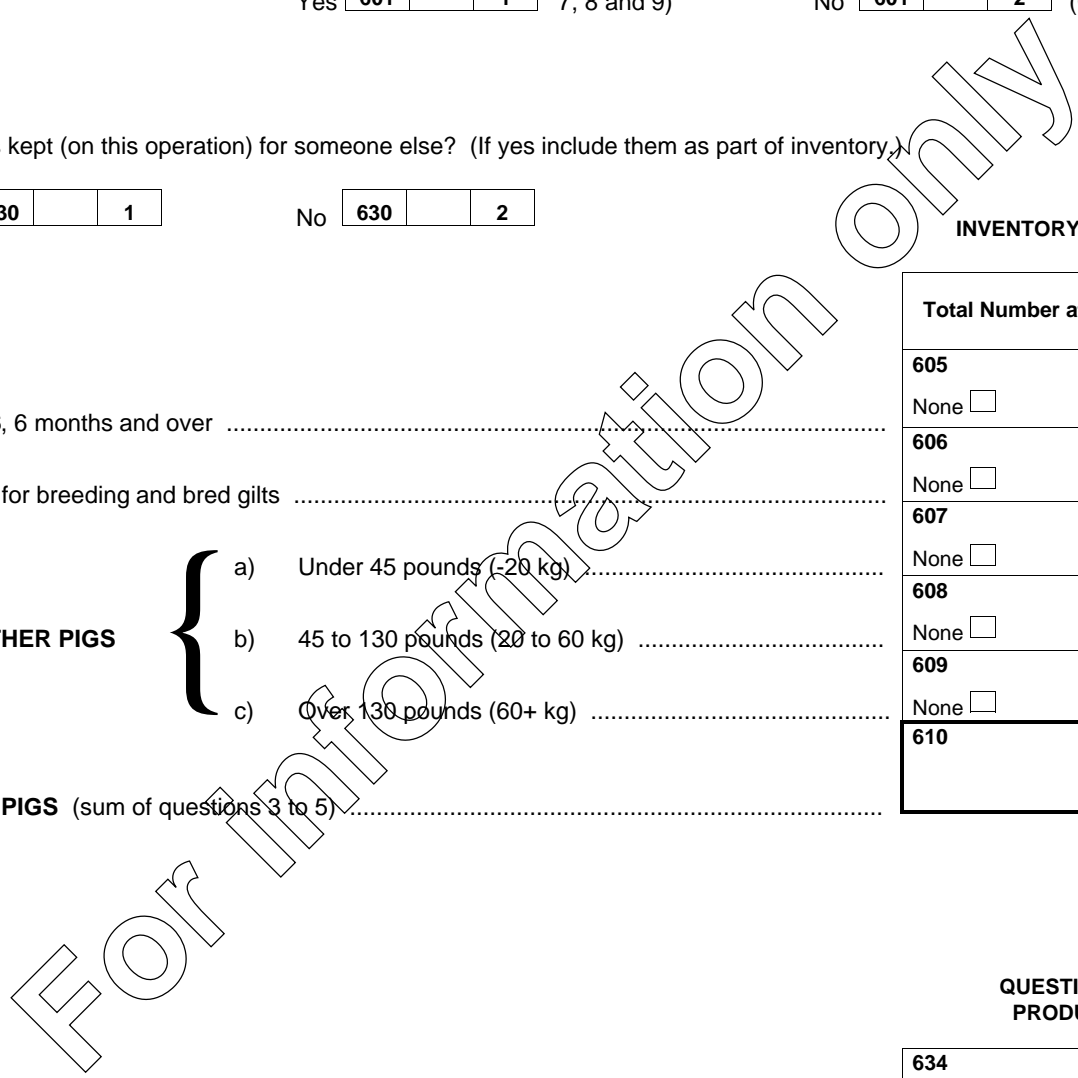 Yes 601 1 7, 8 and 9) No 601 2 (
kept (on this operation) for someone else? (If yes include them as part of inventory.)
30 1 No 630 2
INVENTORY
Total Number a
605
None
, 6 months and over ....................................................................................................
606
None
for breeding and bred gilts ..........................................................................................
607
None
a) Under 45 pounds (-20 kg) .............................................
608
None
HER PIGS b) 45 to 130 pounds (20 to 60 kg) .....................................
609
None
c) Over 130 pounds (60+ kg) .............................................
610
PIGS (sum of questions 3 to 5) ................................................................................
For information only
QUESTI
PRODU
634